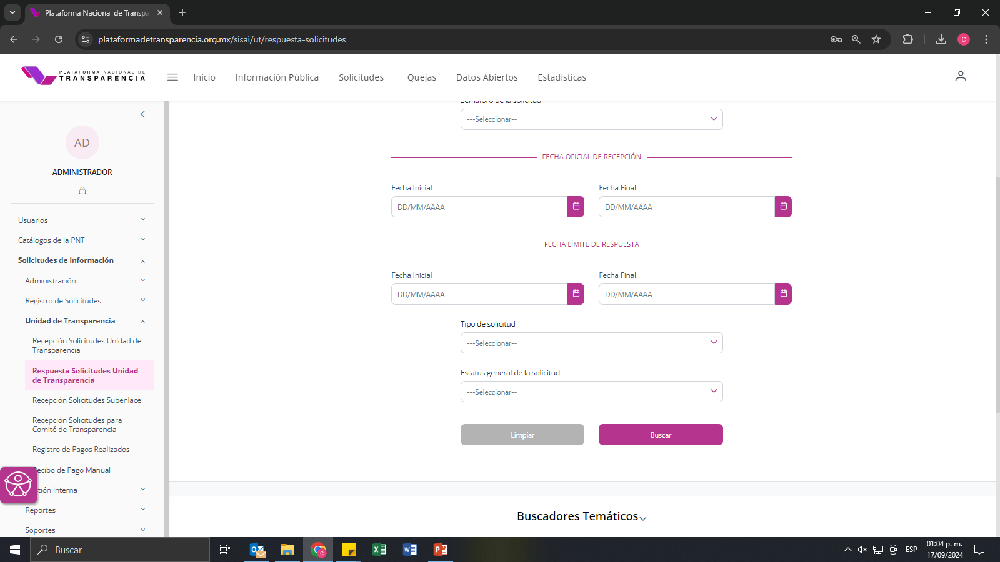 Plataforma Nacional de Transpa
plataformadetransparencia.org.mx/sisai/ut/respuesta-solicitudes
C
PLATAFORMA NACIONAL DE
TRANSPARENCIA
Inicio
Información Pública
Solicitudes
Quejas
Datos Abiertos
Estadísticas
AD
ADMINISTRADOR
Usuarios
Catálogos de la PNT
Solicitudes de Información
Administración
Registro de Solicitudes
Unidad de Transparencia
Recepción Solicitudes Unidad de
Transparencia
Respuesta Solicitudes Unidad
de Transparencia
Recepción Solicitudes Subenlace
Recepción Solicitudes para
Comité de Transparencia
Registro de Pagos Realizados
ecibo de Pago Manual
stión Interna
Reportes
Soportes
Semáforo de la solicitud
---Seleccionar--
FECHA OFICIAL DE RECEPCIÓN
Fecha Inicial
Fecha Final
DD/MM/AAAA
DD/MM/AAAA
FECHA LÍMITE DE RESPUESTA
Fecha Inicial
Fecha Final
DD/MM/AAAA
DD/MM/AAAA
Tipo de solicitud
---Seleccionar--
Estatus general de la solicitud
---Seleccionar--
Limpiar
Buscar
Buscadores Temáticos
Buscar
ESP
01:04 p. m.
17/09/2024